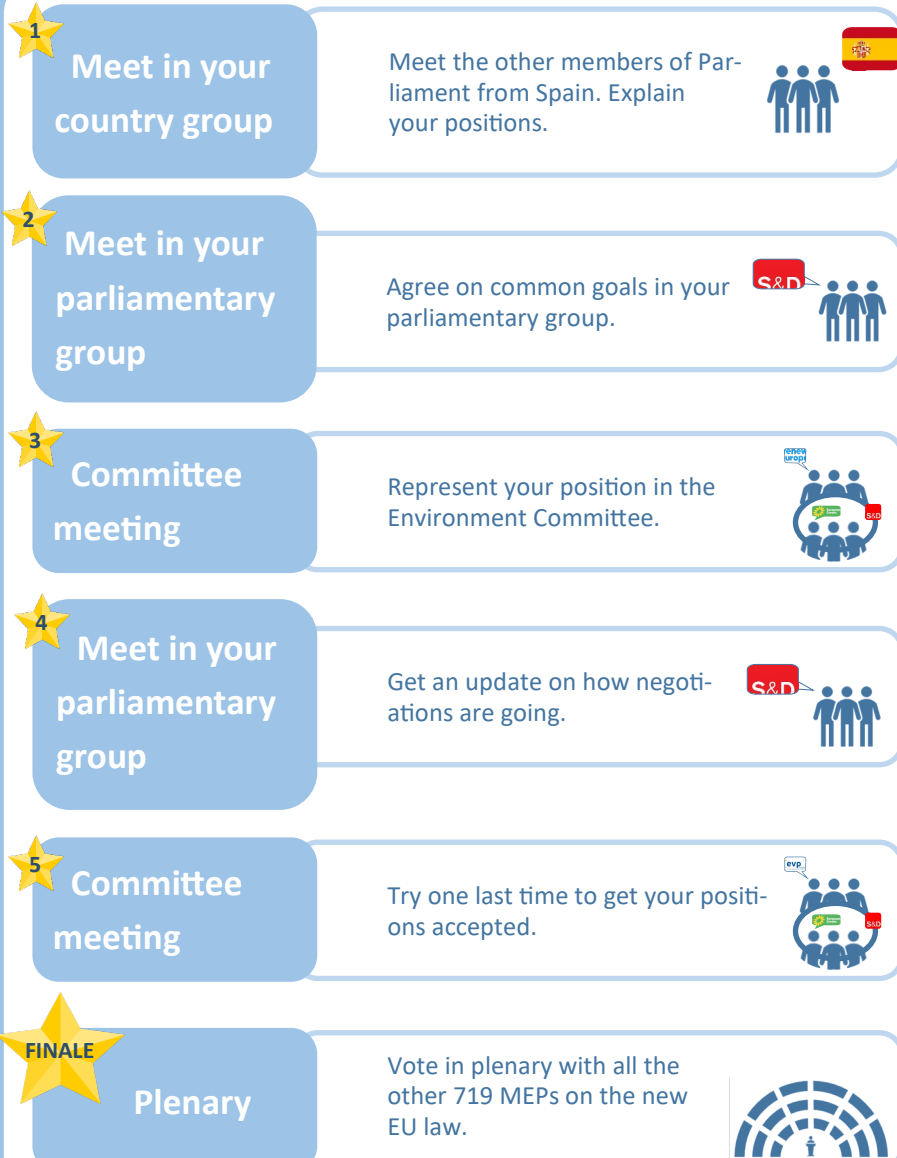 1
Meet in your
country group
Meet the other members of Par-
liament from Spain. Explain
your positions.
2
Meet in your
parliamentary
group
Agree on common goals in your
parliamentary group.
S&D
3
Committee
meeting
Represent your position in the
Environment Committee.
renew
europe
S&D
4
Meet in your
parliamentary
group
Get an update on how negoti-
ations are going.
S&D
5
Committee
meeting
Try one last time to get your positi-
ons accepted.
evp
S&D
FINALE
Plenary
Vote in plenary with all the
other 719 MEPs on the new
EU law.